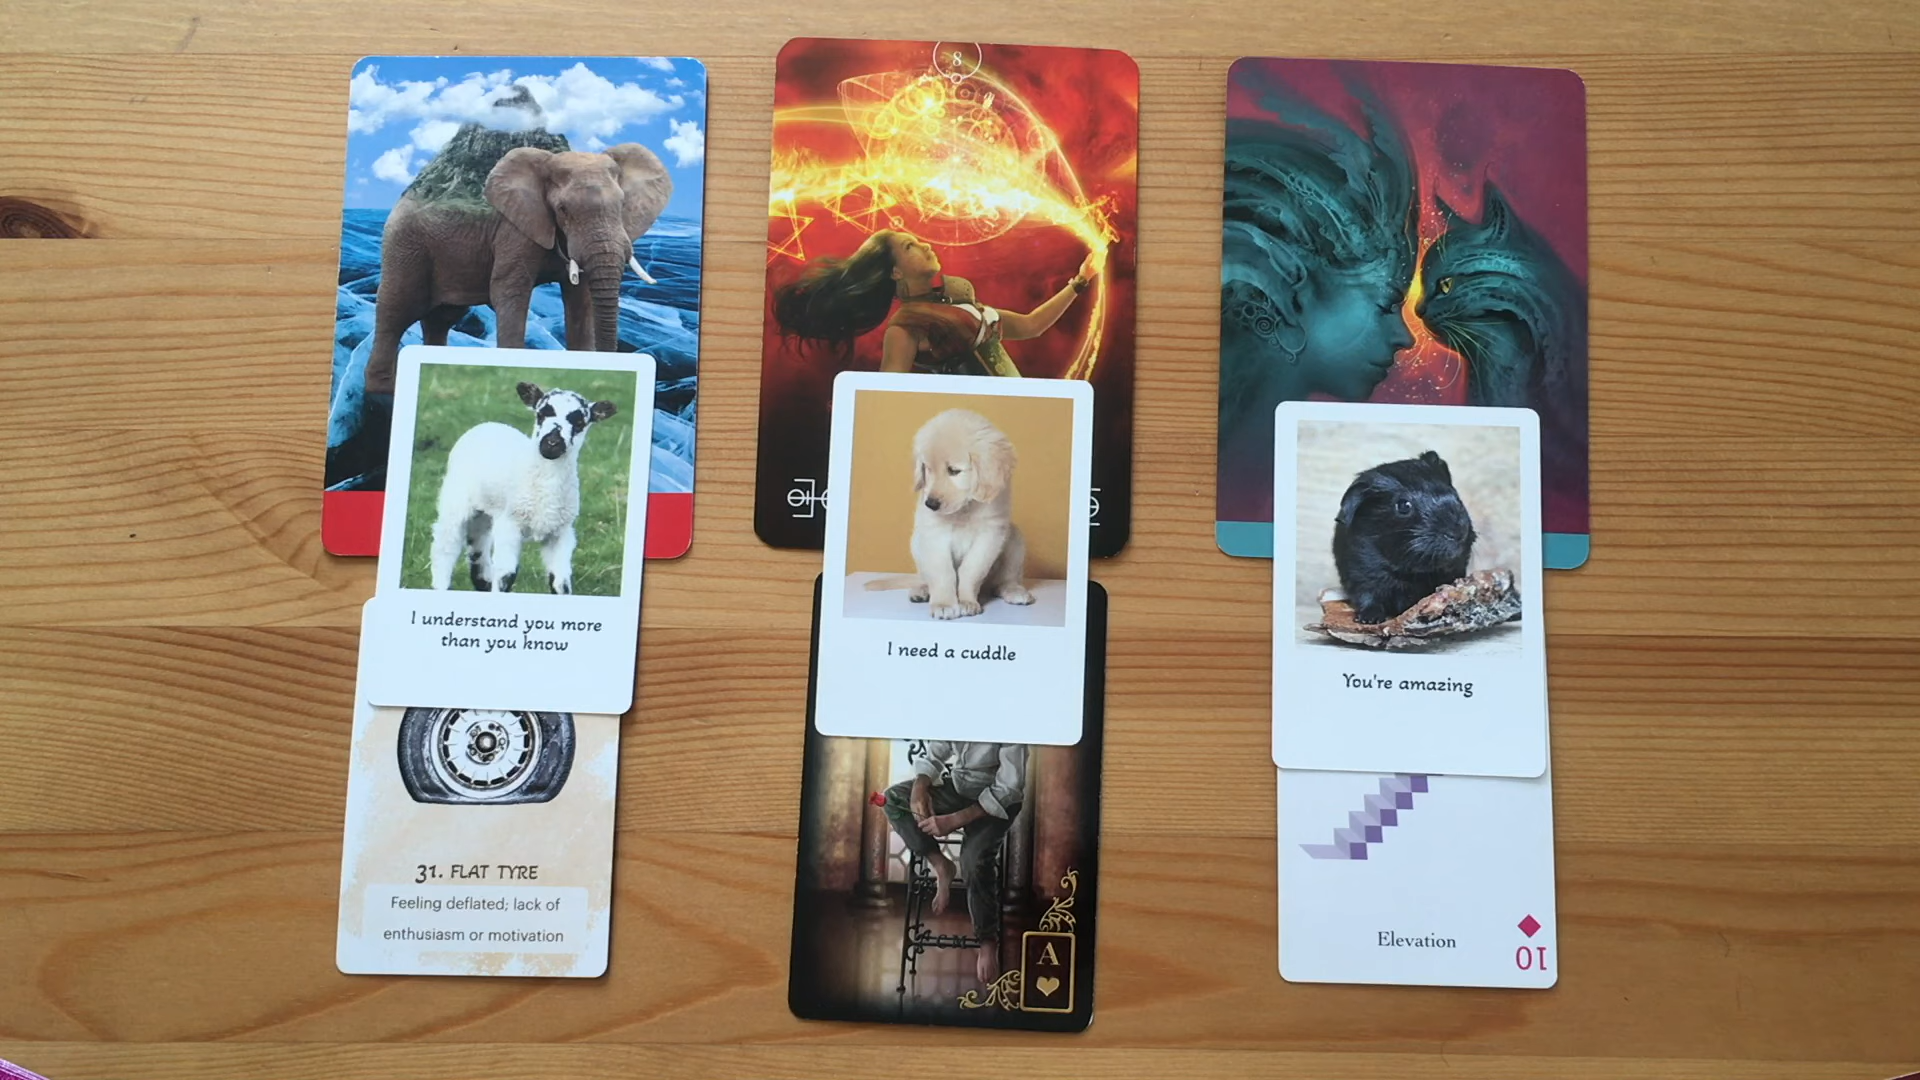 8
I understand you more
than you know
I need a cuddle
You're amazing
31. FLAT TYRE
Feeling deflated; lack of
enthusiasm or motivation
A
Elevation
10